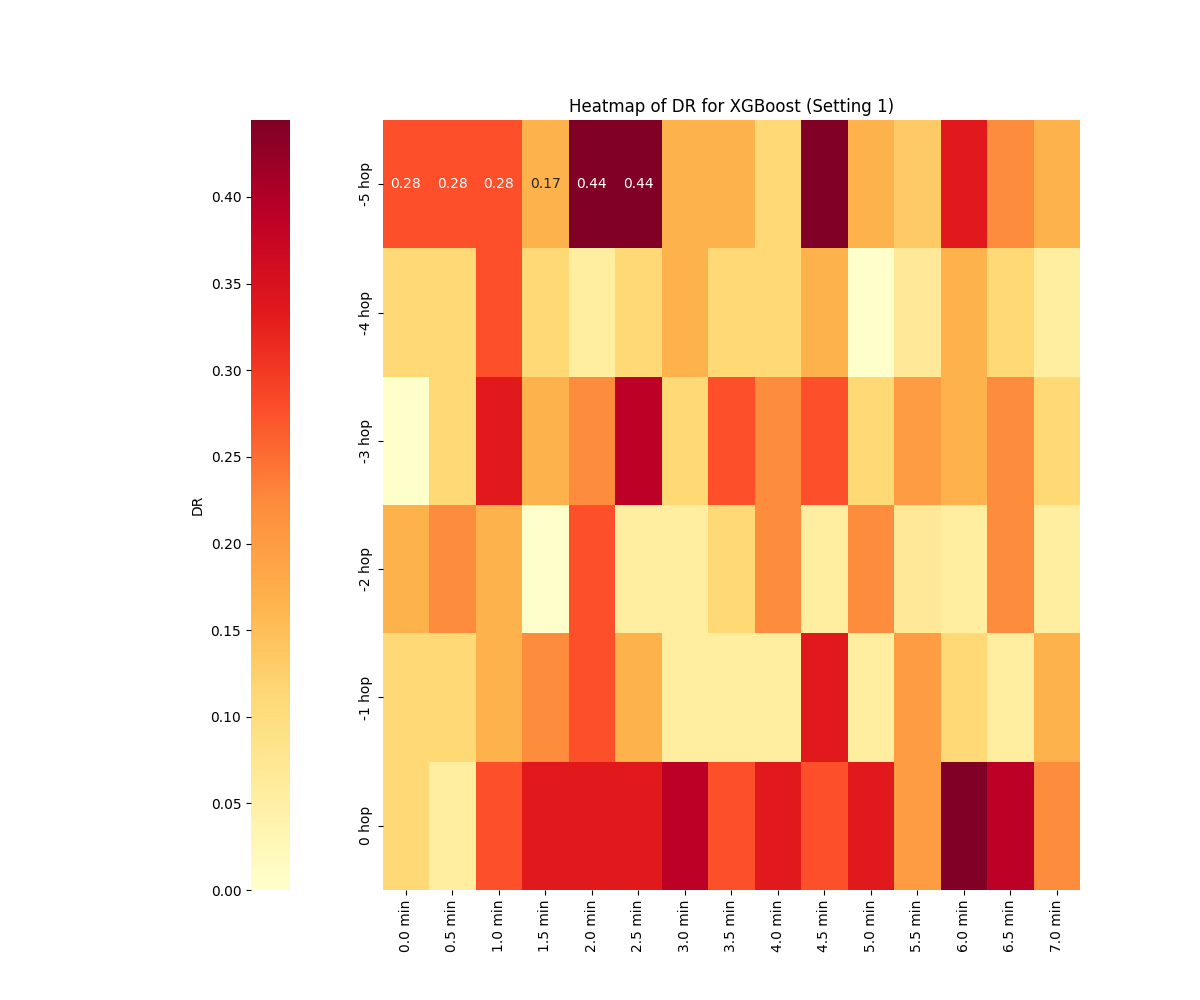 Heatmap of DR for XGBoost (Setting 1)
DR
0.40
0.35
0.30
0.25
0.20
0.15
0.10
0.05
0.00
-5 hop
0.28 0.28 0.28 0.17 0.44 0.44
-4 hop
-3 hop
-2 hop
-1 hop
0 hop
0.0 min
0.5 min
1.0 min
1.5 min
2.0 min
2.5 min
3.0 min
3.5 min
4.0 min
4.5 min
5.0 min
5.5 min
6.0 min
6.5 min
7.0 min